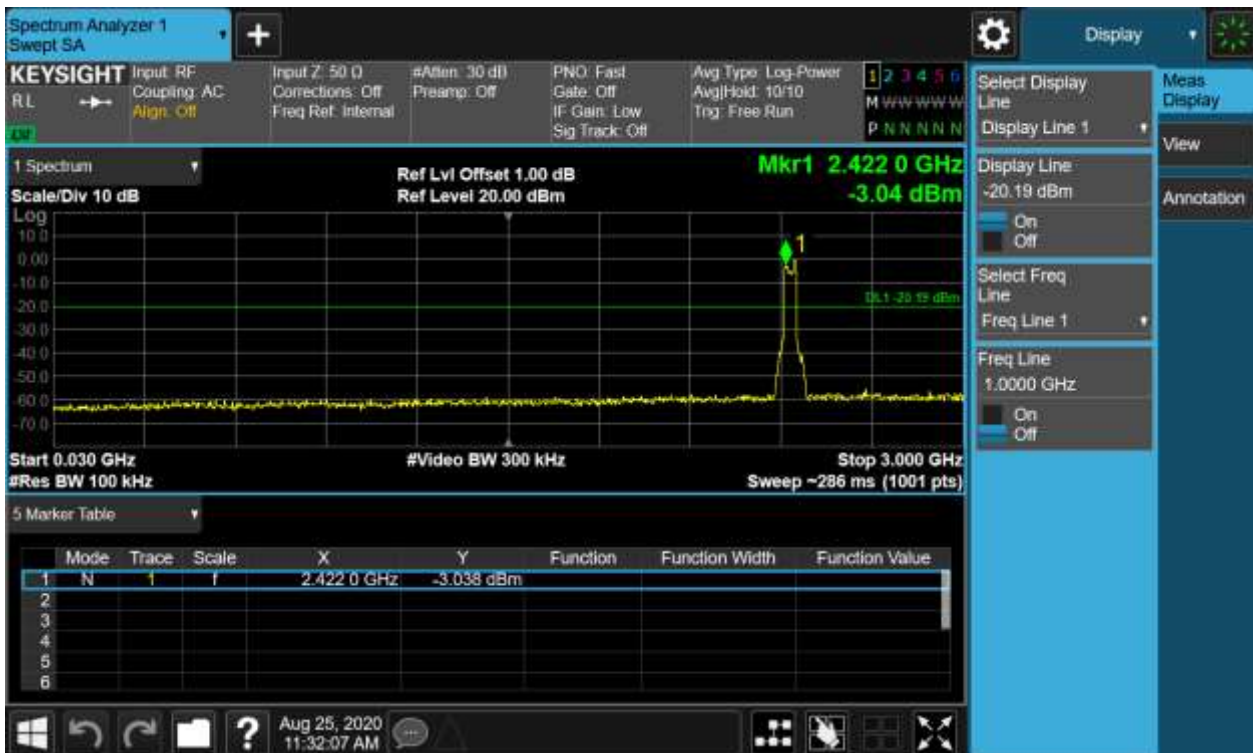 Spectrum Analyzer 1
Swept SA
+
Display
KEYSIGHT
RL
Input: RF
Coupling: AC
Align: Off
Input Z: 50 Ω
Corrections: Off
Freq Ref: Internal
#Atten: 30 dB
Preamp: Off
PNO: Fast
Gate: Off
IF Gain: Low
Sig Track: Off
Avg Type: Log-Power
Avg|Hold: 10/10
Trig: Free Run
1 2 3 4 5 6
M W W W W W
P N N N N N
1 Spectrum
Scale/Div 10 dB
Ref Lvl Offset 1.00 dB
Ref Level 20.00 dBm
Mkr1 2.422 0 GHz
-3.04 dBm
Log
10.0
0.00
-10.0
-20.0
-30.0
-40.0
-50.0
-60.0
-70.0
1
DL1 -20.19 dBm
Start 0.030 GHz
#Video BW 300 kHz
Stop 3.000 GHz
#Res BW 100 kHz
Sweep ~286 ms (1001 pts)
5 Marker Table
Mode Trace Scale X Y Function Function Width Function Value
1 N 1 f 2.422 0 GHz -3.038 dBm
2
3
4
5
6
?
Aug 25, 2020
11:32:07 AM
Select Display
Line
Display Line 1
Display Line
-20.19 dBm
On
Off
Select Freq
Line
Freq Line 1
Freq Line
1.0000 GHz
On
Off
Meas
Display
View
Annotation